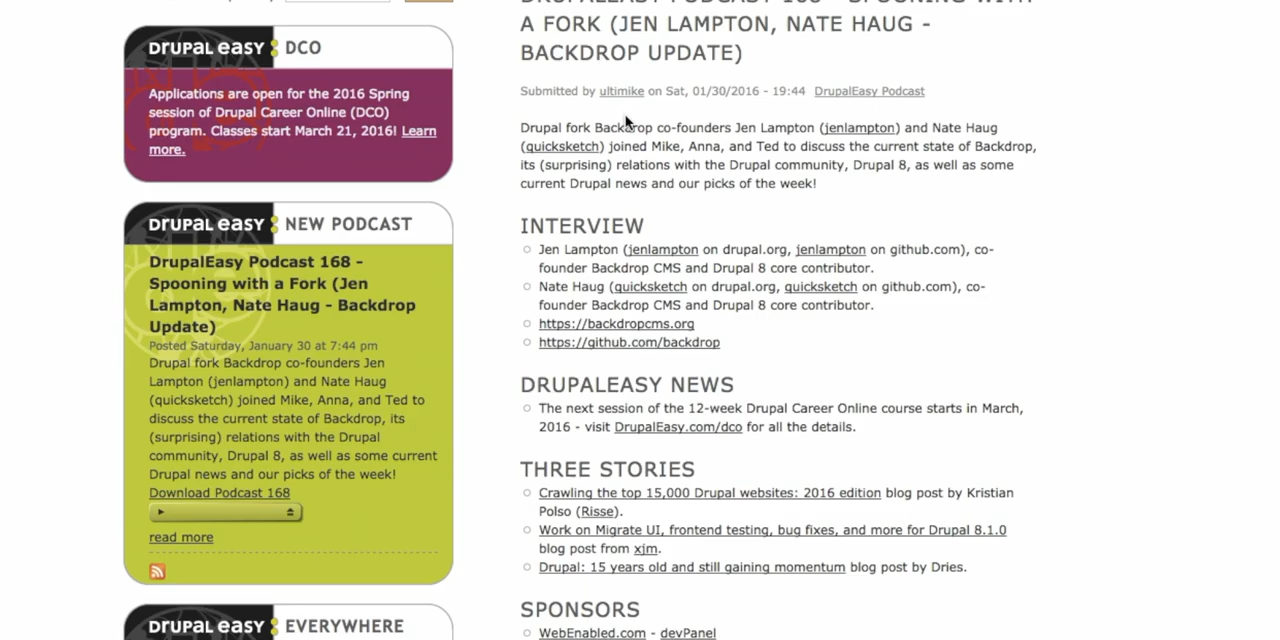 DRUPAL EASY DCO
Applications are open for the 2016 Spring
session of Drupal Career Online (DCO)
program. Classes start March 21, 2016! Learn
more.
DRUPAL EASY NEW PODCAST
DrupalEasy Podcast 168 -
Spooning with a Fork (Jen
Lampton, Nate Haug - Backdrop
Update)
Posted Saturday, January 30 at 7:44 pm
Drupal fork Backdrop co-founders Jen
Lampton (jenlampton) and Nate Haug
(quicksketch) joined Mike, Anna, and Ted to
discuss the current state of Backdrop, its
(surprising) relations with the Drupal
community, Drupal 8, as well as some current
Drupal news and our picks of the week!
Download Podcast 168
read more
DRUPAL EASY EVERYWHERE
DRUPALEASY PODCAST 168 - SPOONING WITH
A FORK (JEN LAMPTON, NATE HAUG -
BACKDROP UPDATE)
Submitted by ultimike on Sat, 01/30/2016 - 19:44 DrupalEasy Podcast
Drupal fork Backdrop co-founders Jen Lampton (jenlampton) and Nate Haug
(quicksketch) joined Mike, Anna, and Ted to discuss the current state of Backdrop,
its (surprising) relations with the Drupal community, Drupal 8, as well as some
current Drupal news and our picks of the week!
INTERVIEW
Jen Lampton (jenlampton on drupal.org, jenlampton on github.com), co-
founder Backdrop CMS and Drupal 8 core contributor.
Nate Haug (quicksketch on drupal.org, quicksketch on github.com), co-
founder Backdrop CMS and Drupal 8 core contributor.
https://backdropcms.org
https://github.com/backdrop
DRUPALEASY NEWS
The next session of the 12-week Drupal Career Online course starts in March,
2016 - visit DrupalEasy.com/dco for all the details.
THREE STORIES
Crawling the top 15,000 Drupal websites: 2016 edition blog post by Kristian
Polso (Risse).
Work on Migrate UI, frontend testing, bug fixes, and more for Drupal 8.1.0
blog post from xjm.
Drupal: 15 years old and still gaining momentum blog post by Dries.
SPONSORS
WebEnabled.com - devPanel